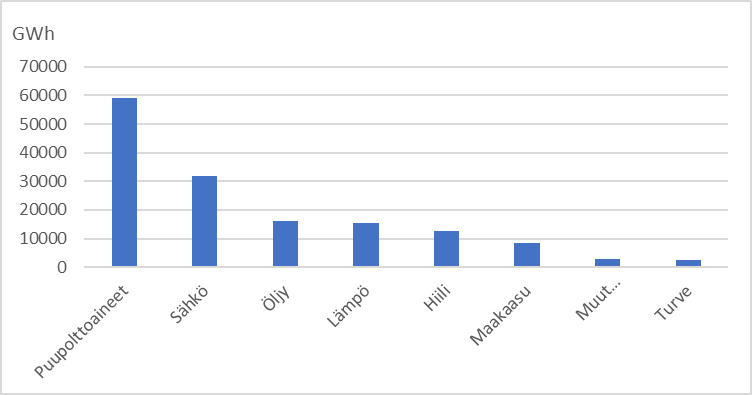 GWh
70000
60000
50000
40000
30000
20000
10000
0
Puupolttoaineet
Sähkö
Öljy
Lämpö
Hiili
Maakaasu
Muut...
Turve